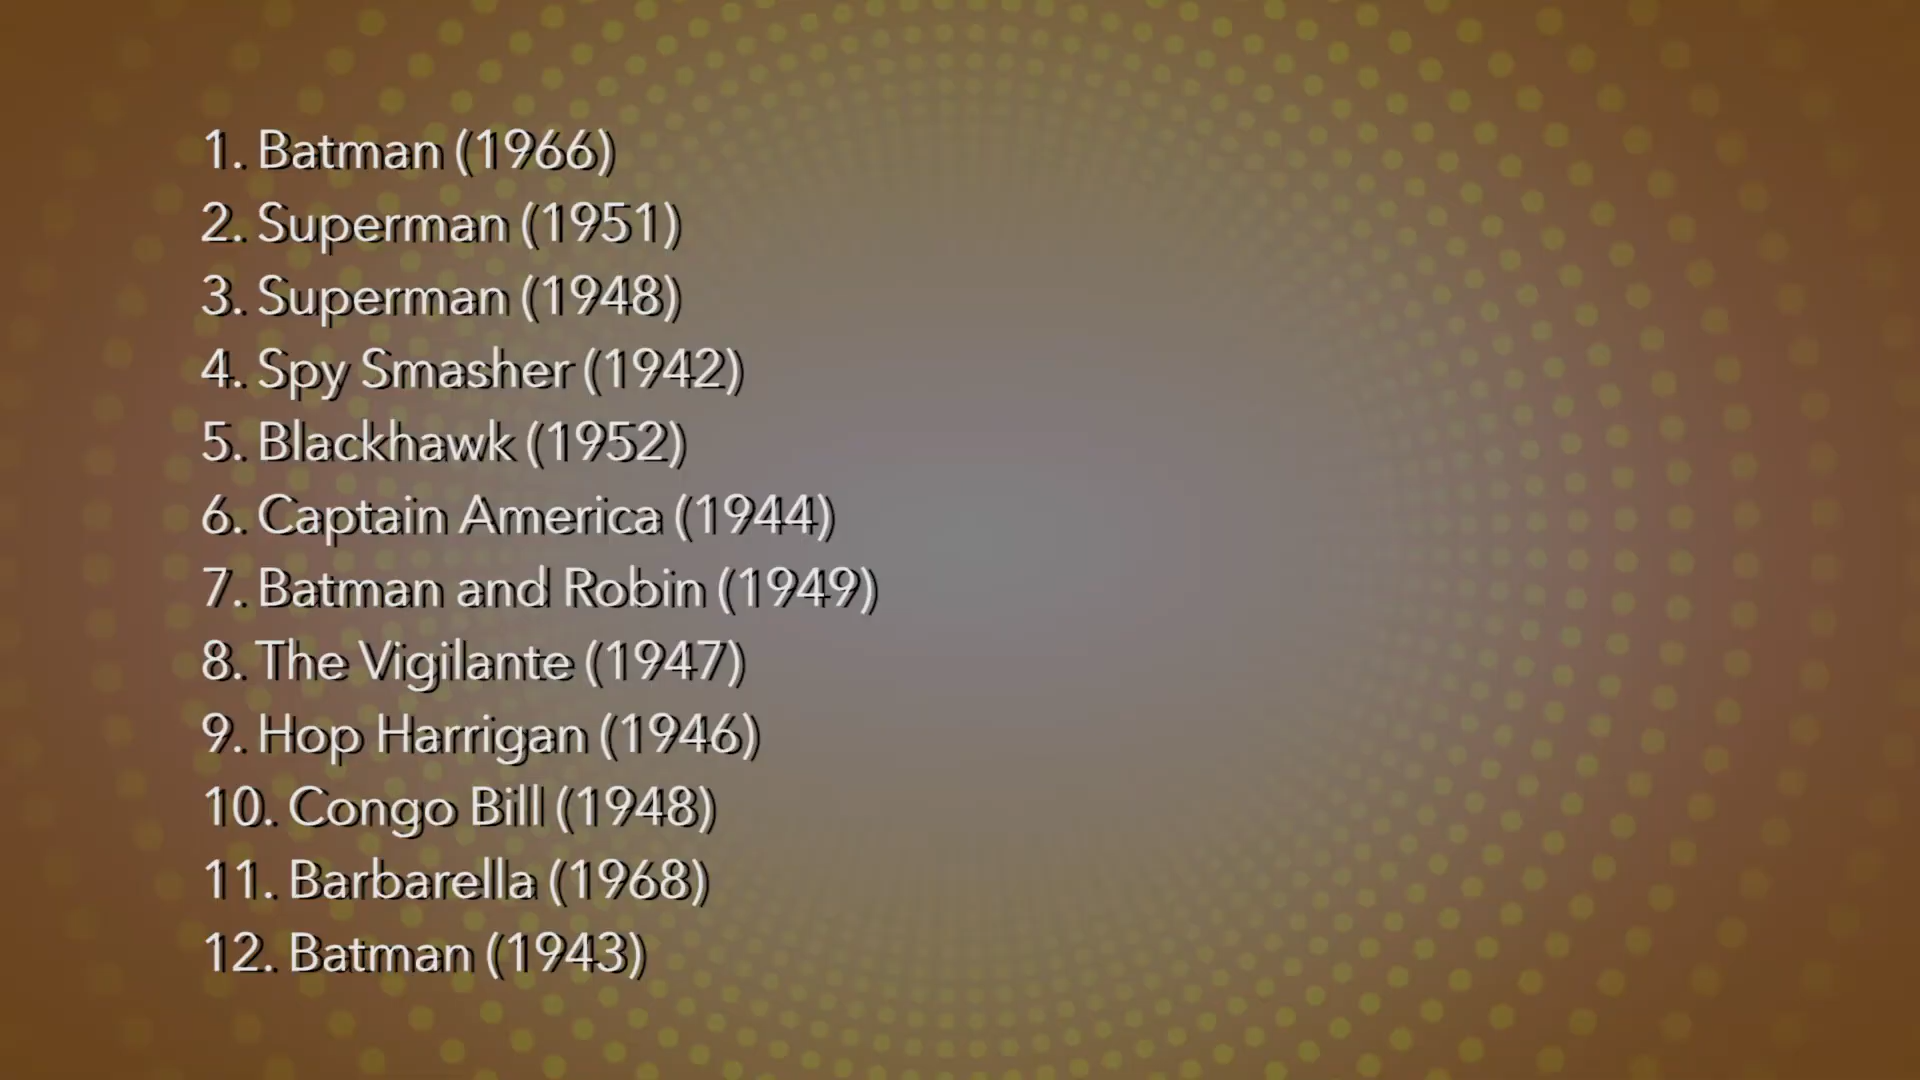 1. Batman (1966)
2. Superman (1951)
3. Superman (1948)
4. Spy Smasher (1942)
5. Blackhawk (1952)
6. Captain America (1944)
7. Batman and Robin (1949)
8. The Vigilante (1947)
9. Hop Harrigan (1946)
10. Congo Bill (1948)
11. Barbarella (1968)
12. Batman (1943)